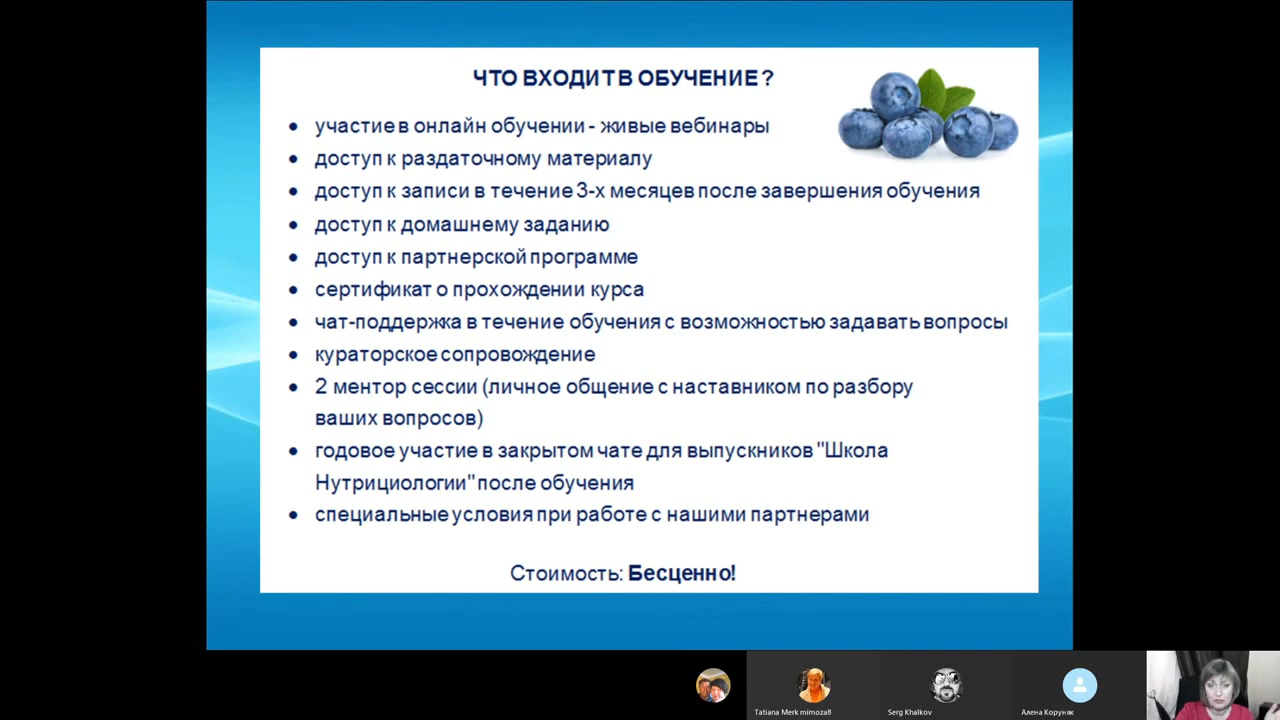 ЧТО ВХОДИТ В ОБУЧЕНИЕ ?
• участие в онлайн обучении - живые вебинары
• доступ к раздаточному материалу
• доступ к записи в течение 3-х месяцев после завершения обучения
• доступ к домашнему заданию
• доступ к партнерской программе
• сертификат о прохождении курса
• чат-поддержка в течение обучения с возможностью задавать вопросы
• кураторское сопровождение
• 2 ментор сессии (личное общение с наставником по разбору
ваших вопросов)
• годовое участие в закрытом чате для выпускников "Школа
Нутрициологии" после обучения
• специальные условия при работе с нашими партнерами
Стоимость: Бесценно!
Tatiana Merk mimoza8
Serg Khalkov
Алена Коруняк